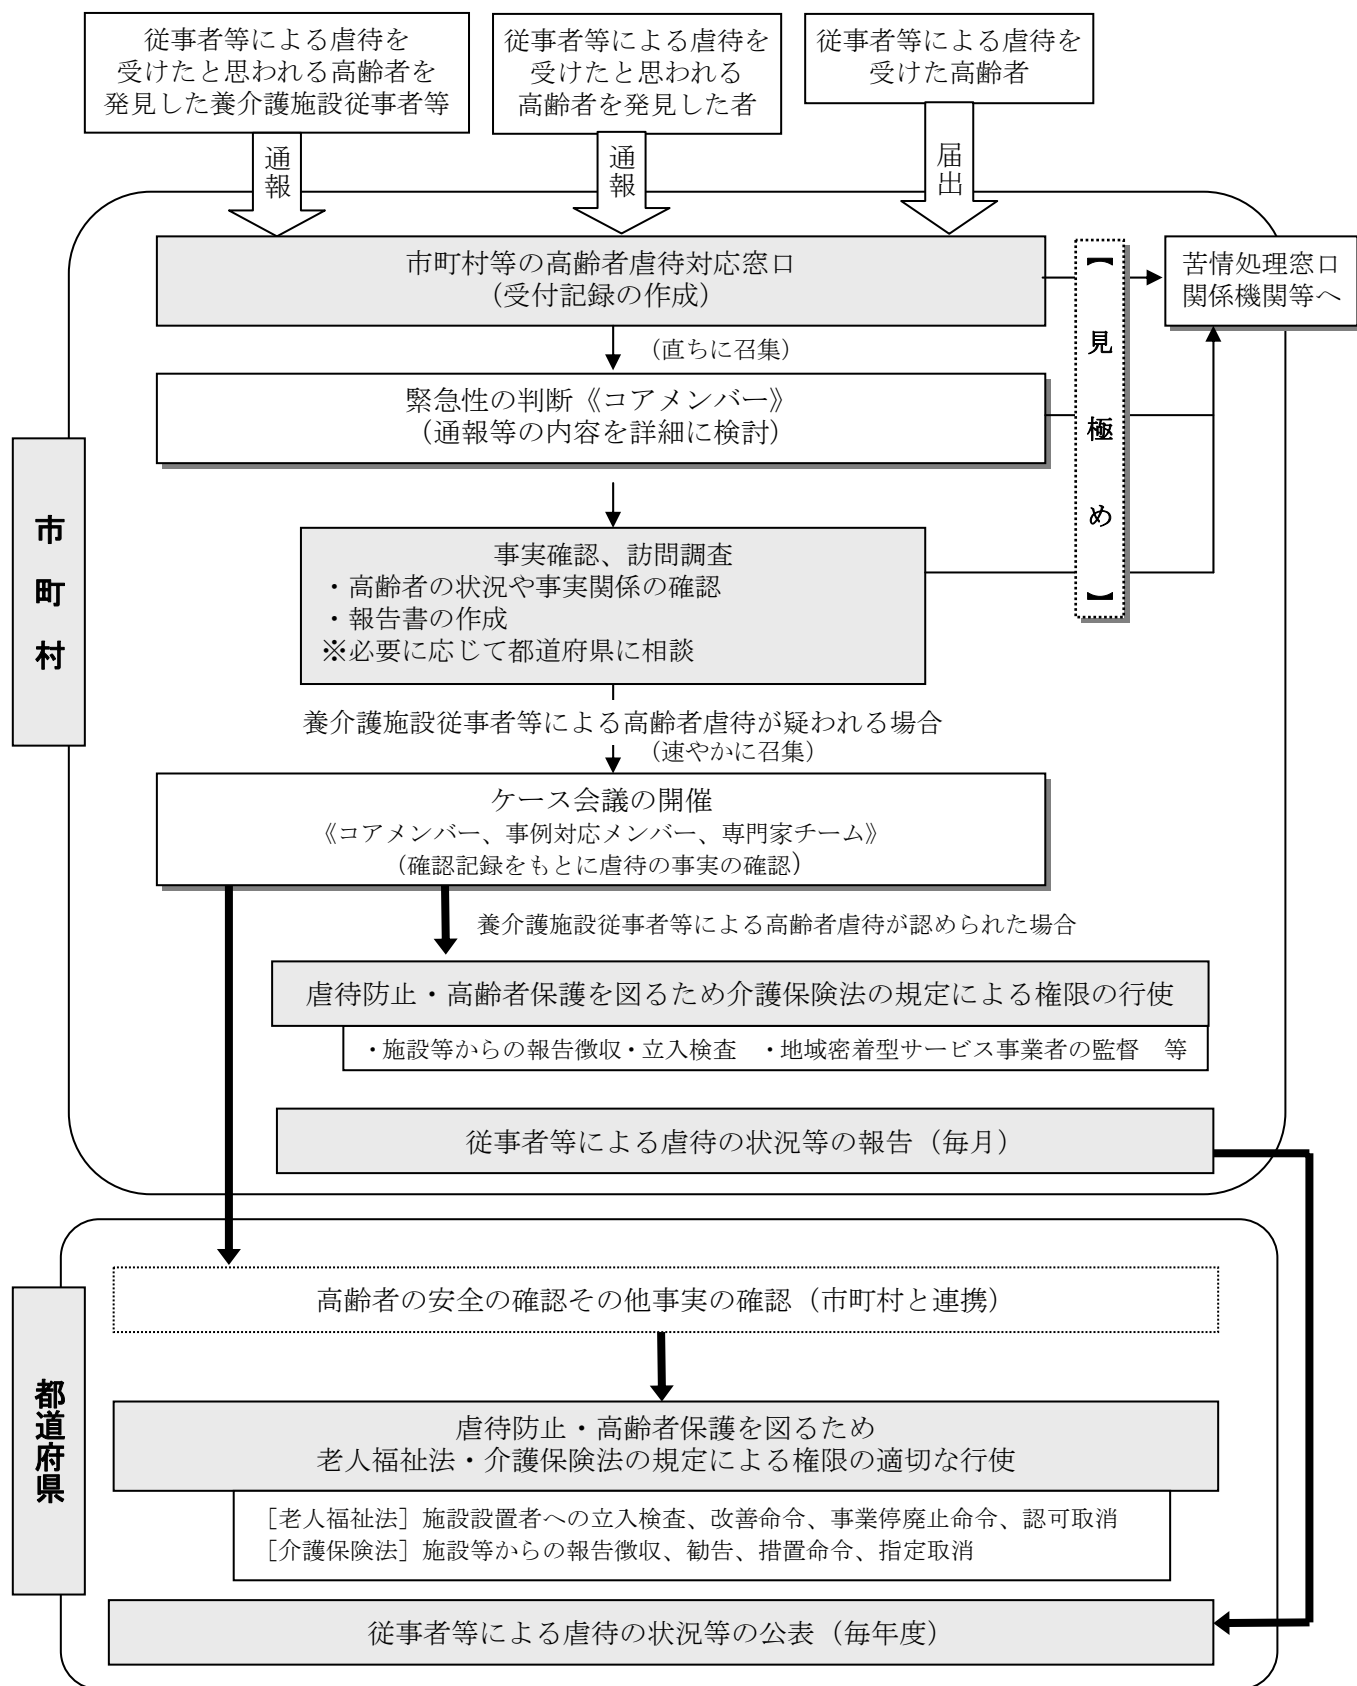 従事者等による虐待を
受けたと思われる高齢者を
発見した養介護施設従事者等
従事者等による虐待を
受けたと思われる
高齢者を発見した者
従事者等による虐待を
受けた高齢者
通報
通報
届出
市町村等の高齢者虐待対応窓口
（受付記録の作成）
【見極め】
苦情処理窓口
関係機関等へ
（直ちに召集）
緊急性の判断《コアメンバー》
（通報等の内容を詳細に検討）
市町村
事実確認、訪問調査
・高齢者の状況や事実関係の確認
・報告書の作成
※必要に応じて都道府県に相談
養介護施設従事者等による高齢者虐待が疑われる場合
（速やかに召集）
ケース会議の開催
《コアメンバー、事例対応メンバー、専門家チーム》
（確認記録をもとに虐待の事実の確認）
養介護施設従事者等による高齢者虐待が認められた場合
虐待防止・高齢者保護を図るため介護保険法の規定による権限の行使
・施設等からの報告徴収・立入検査　・地域密着型サービス事業者の監督　等
従事者等による虐待の状況等の報告（毎月）
都道府県
高齢者の安全の確認その他事実の確認（市町村と連携）
虐待防止・高齢者保護を図るため
老人福祉法・介護保険法の規定による権限の適切な行使
［老人福祉法］施設設置者への立入検査、改善命令、事業停廃止命令、認可取消
［介護保険法］施設等からの報告徴収、勧告、措置命令、指定取消
従事者等による虐待の状況等の公表（毎年度）